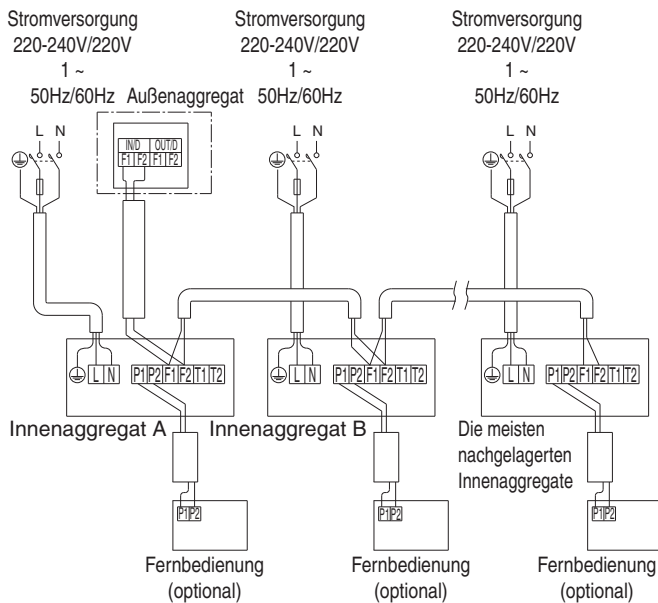 Stromversorgung
220-240V/220V
1 ~
50Hz/60Hz
Außenaggregat
Stromversorgung
220-240V/220V
1 ~
50Hz/60Hz
Stromversorgung
220-240V/220V
1 ~
50Hz/60Hz
L N
IN/D OUT/D
F1 F2 F1 F2
L N
L N
L N
P1 P2 F1 F2 T1 T2
L N
P1 P2 F1 F2 T1 T2
L N
P1 P2 F1 F2 T1 T2
Innenaggregat A
Innenaggregat B
Die meisten
nachgelagerten
Innenaggregate
P1 P2
P1 P2
P1 P2
Fernbedienung
(optional)
Fernbedienung
(optional)
Fernbedienung
(optional)